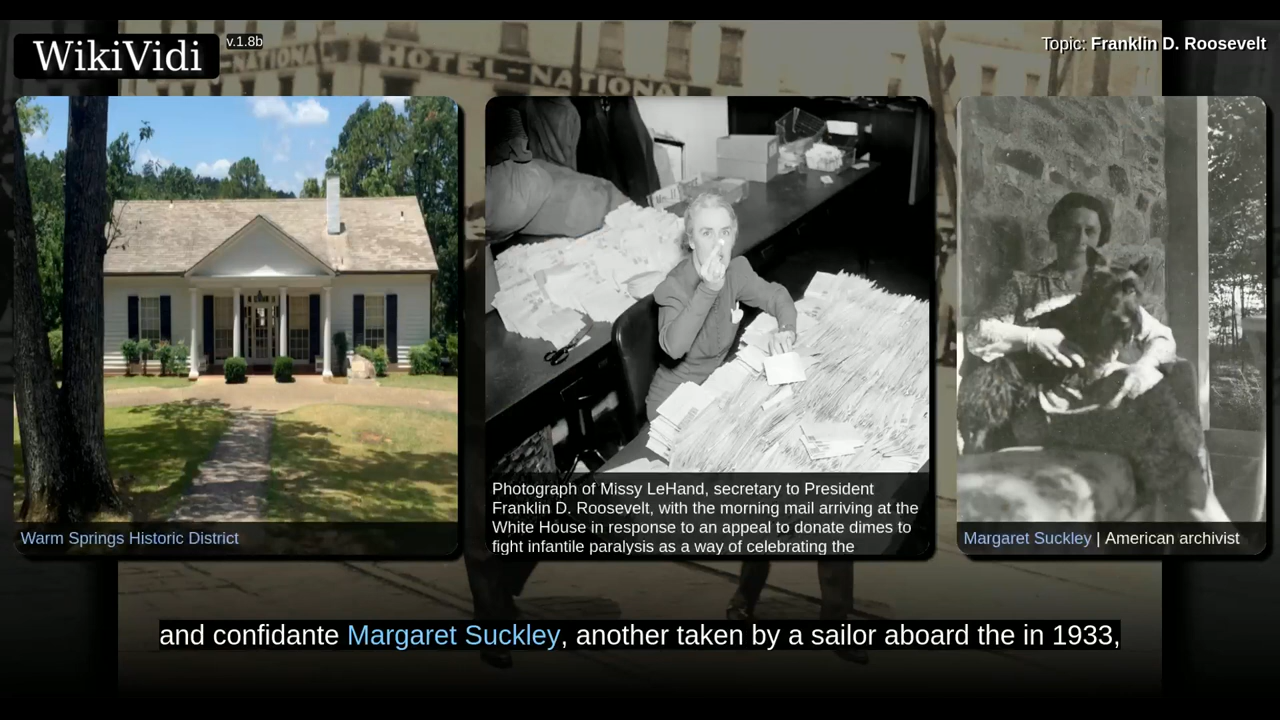 WikiVidi
v.1.8b
Topic: Franklin D. Roosevelt
HOTEL-NATIONAL
Warm Springs Historic District
Photograph of Missy LeHand, secretary to President
Franklin D. Roosevelt, with the morning mail arriving at the
White House in response to an appeal to donate dimes to
fight infantile paralysis as a way of celebrating the
Margaret Suckley | American archivist
and confidante Margaret Suckley, another taken by a sailor aboard the in 1933,